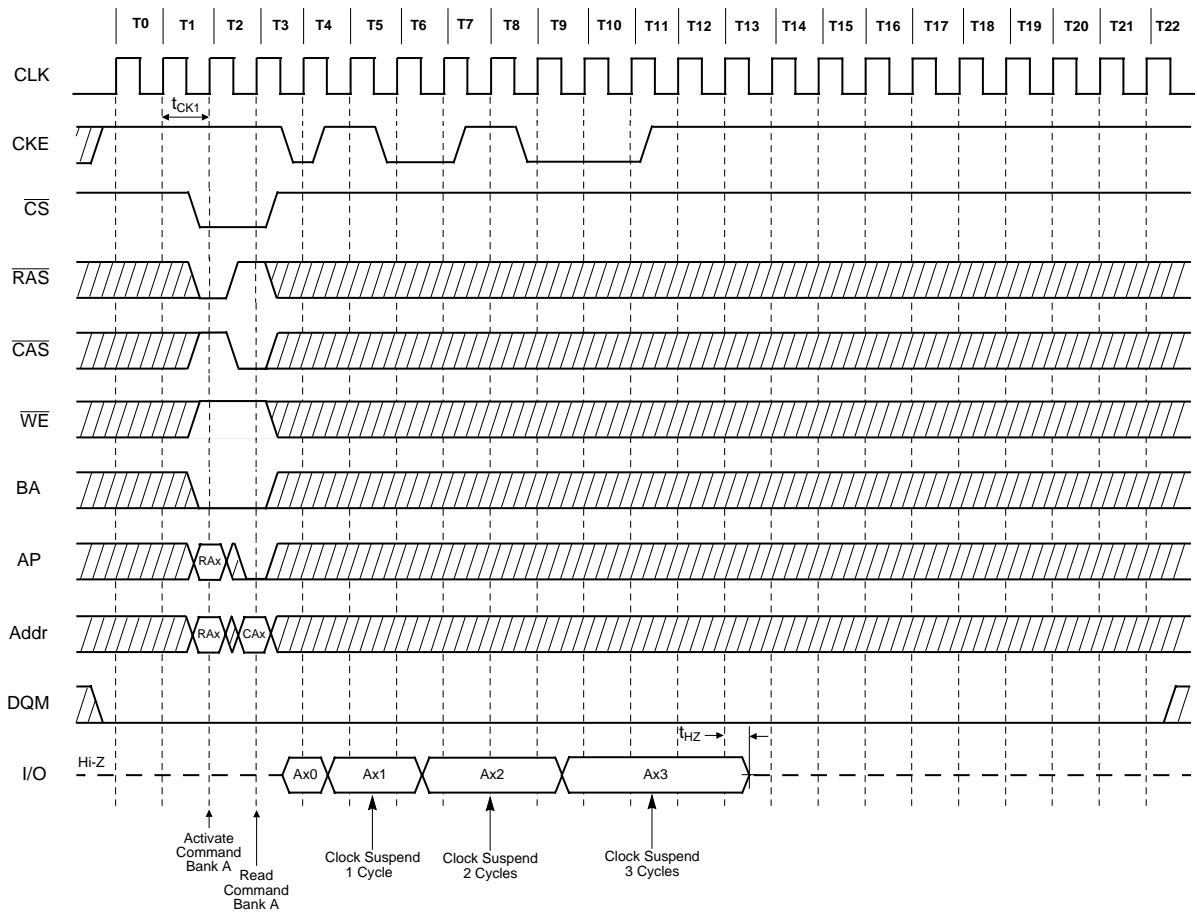 T0 T1 T2 T3 T4 T5 T6 T7 T8 T9 T10 T11 T12 T13 T14 T15 T16 T17 T18 T19 T20 T21 T22
CLK
tCK1
CKE
CS
RAS
CAS
WE
BA
AP
RAx
Addr
RAx CAx
DQM
tHZ
I/O
Hi-Z
Ax0 Ax1 Ax2 Ax3
Activate
Command
Bank A
Read
Command
Bank A
Clock Suspend
1 Cycle
Clock Suspend
2 Cycles
Clock Suspend
3 Cycles